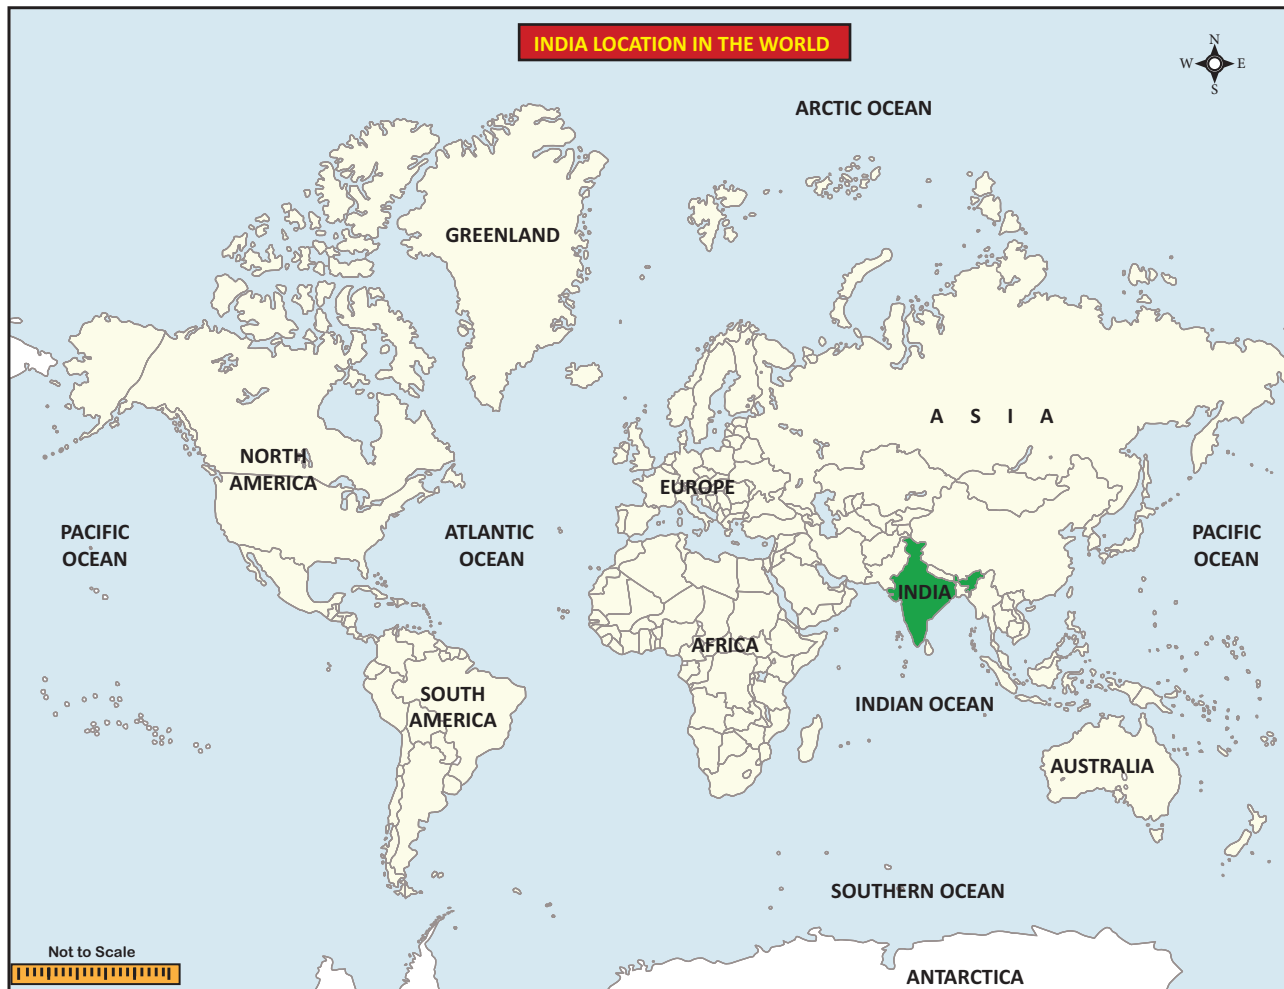 INDIA LOCATION IN THE WORLD
N
W E
S
ARCTIC OCEAN
GREENLAND
A S I A
NORTH
AMERICA
EUROPE
PACIFIC
OCEAN
ATLANTIC
OCEAN
PACIFIC
OCEAN
INDIA
AFRICA
SOUTH
AMERICA
INDIAN OCEAN
AUSTRALIA
SOUTHERN OCEAN
Not to Scale
ANTARCTICA